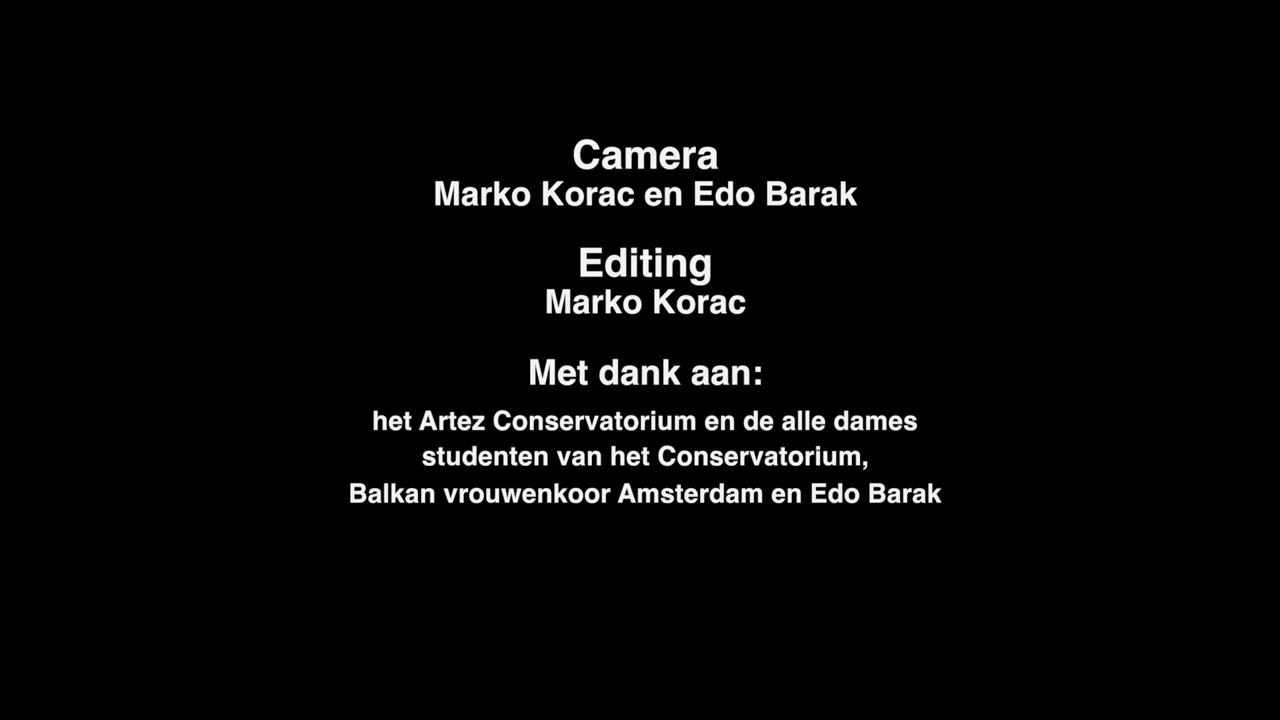 Camera
Marko Korac en Edo Barak
Editing
Marko Korac
Met dank aan:
het Artez Conservatorium en de alle dames
studenten van het Conservatorium,
Balkan vrouwenkoor Amsterdam en Edo Barak